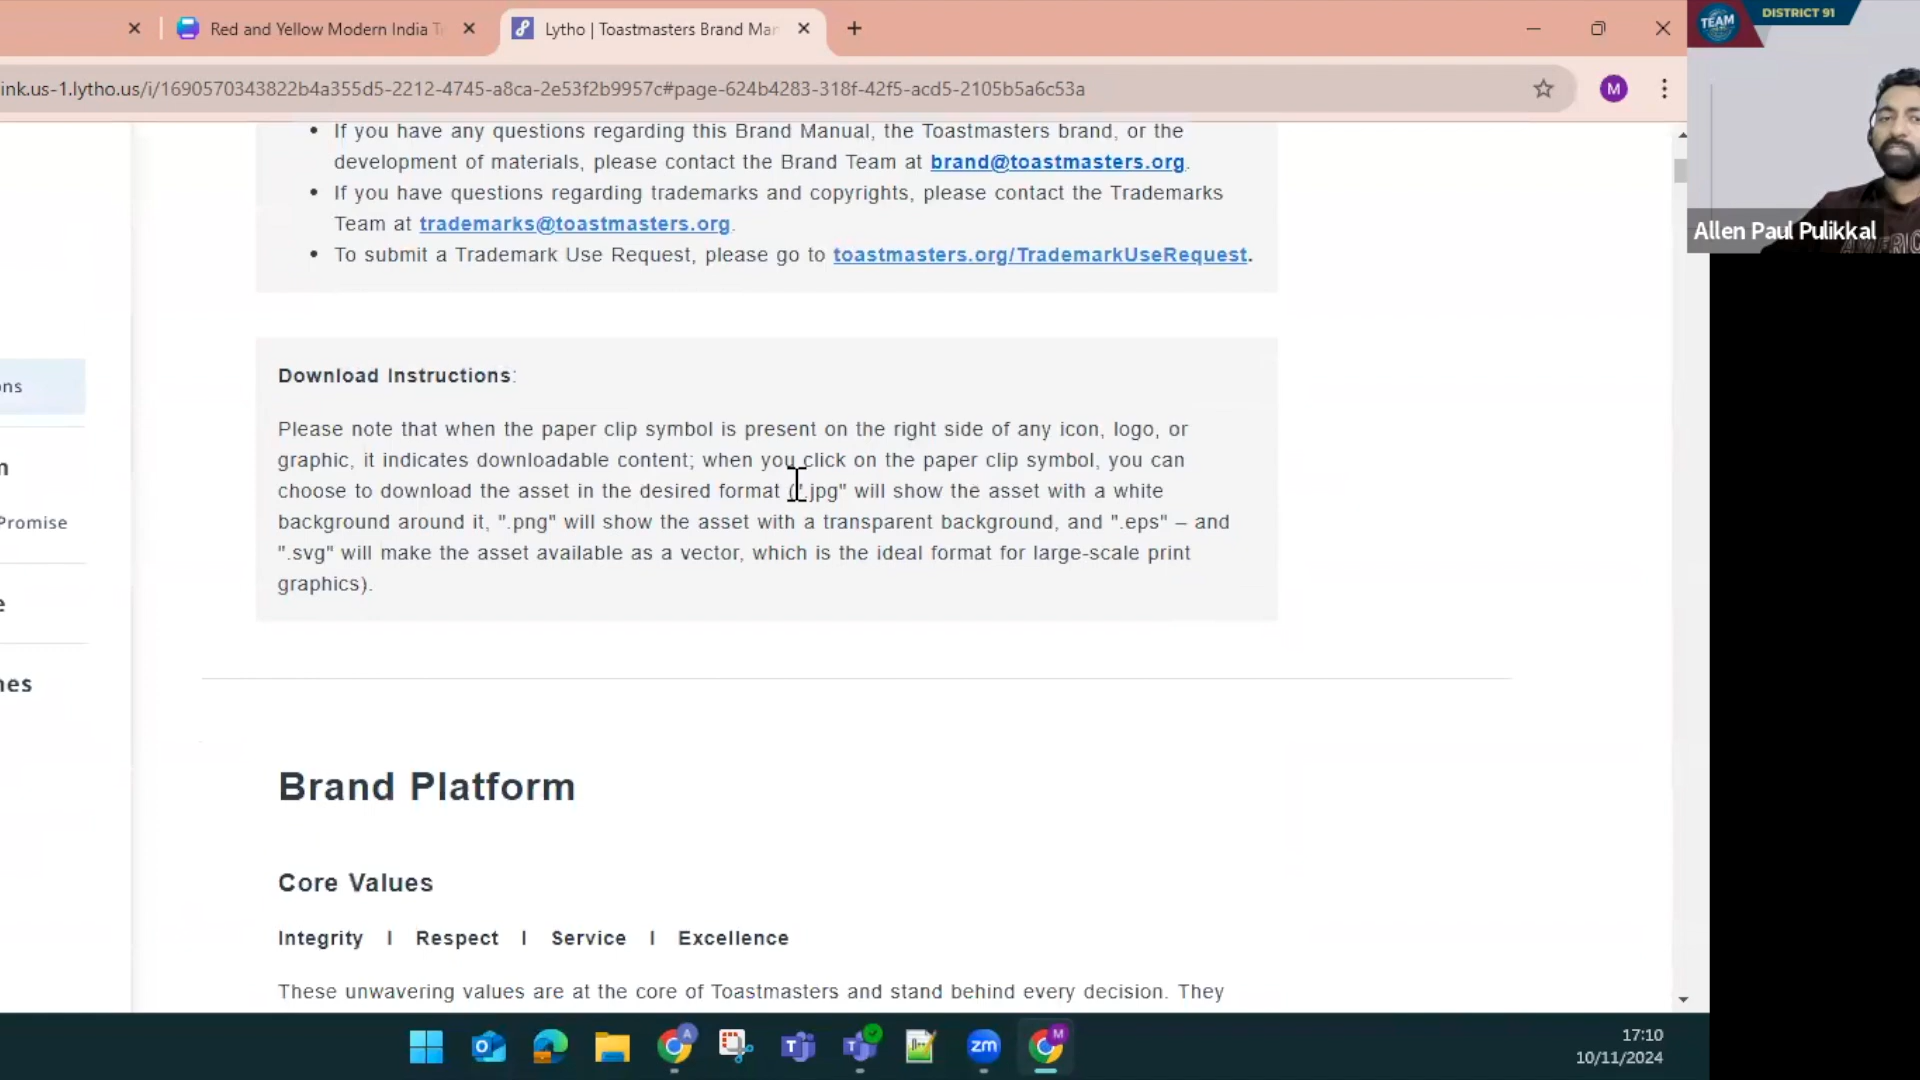 Red and Yellow Modern India T
Lytho | Toastmasters Brand Man
ink.us-1.lytho.us/i/1690570343822b4a355d5-2212-4745-a8ca-2e53f2b9957c#page-624b4283-318f-42f5-acd5-2105b5a6c53a
M
TEAM
DISTRICT 91
Allen Paul Pulikkal
• If you have any questions regarding this Brand Manual, the Toastmasters brand, or the
development of materials, please contact the Brand Team at brand@toastmasters.org.
• If you have questions regarding trademarks and copyrights, please contact the Trademarks
Team at trademarks@toastmasters.org.
• To submit a Trademark Use Request, please go to toastmasters.org/TrademarkUseRequest.
Download Instructions:
Please note that when the paper clip symbol is present on the right side of any icon, logo, or
graphic, it indicates downloadable content; when you click on the paper clip symbol, you can
choose to download the asset in the desired format (".jpg" will show the asset with a white
background around it, ".png" will show the asset with a transparent background, and ".eps" – and
".svg" will make the asset available as a vector, which is the ideal format for large-scale print
graphics).
ns
Promise
nes
Brand Platform
Core Values
Integrity I Respect I Service I Excellence
These unwavering values are at the core of Toastmasters and stand behind every decision. They
A
zm
M
17:10
10/11/2024